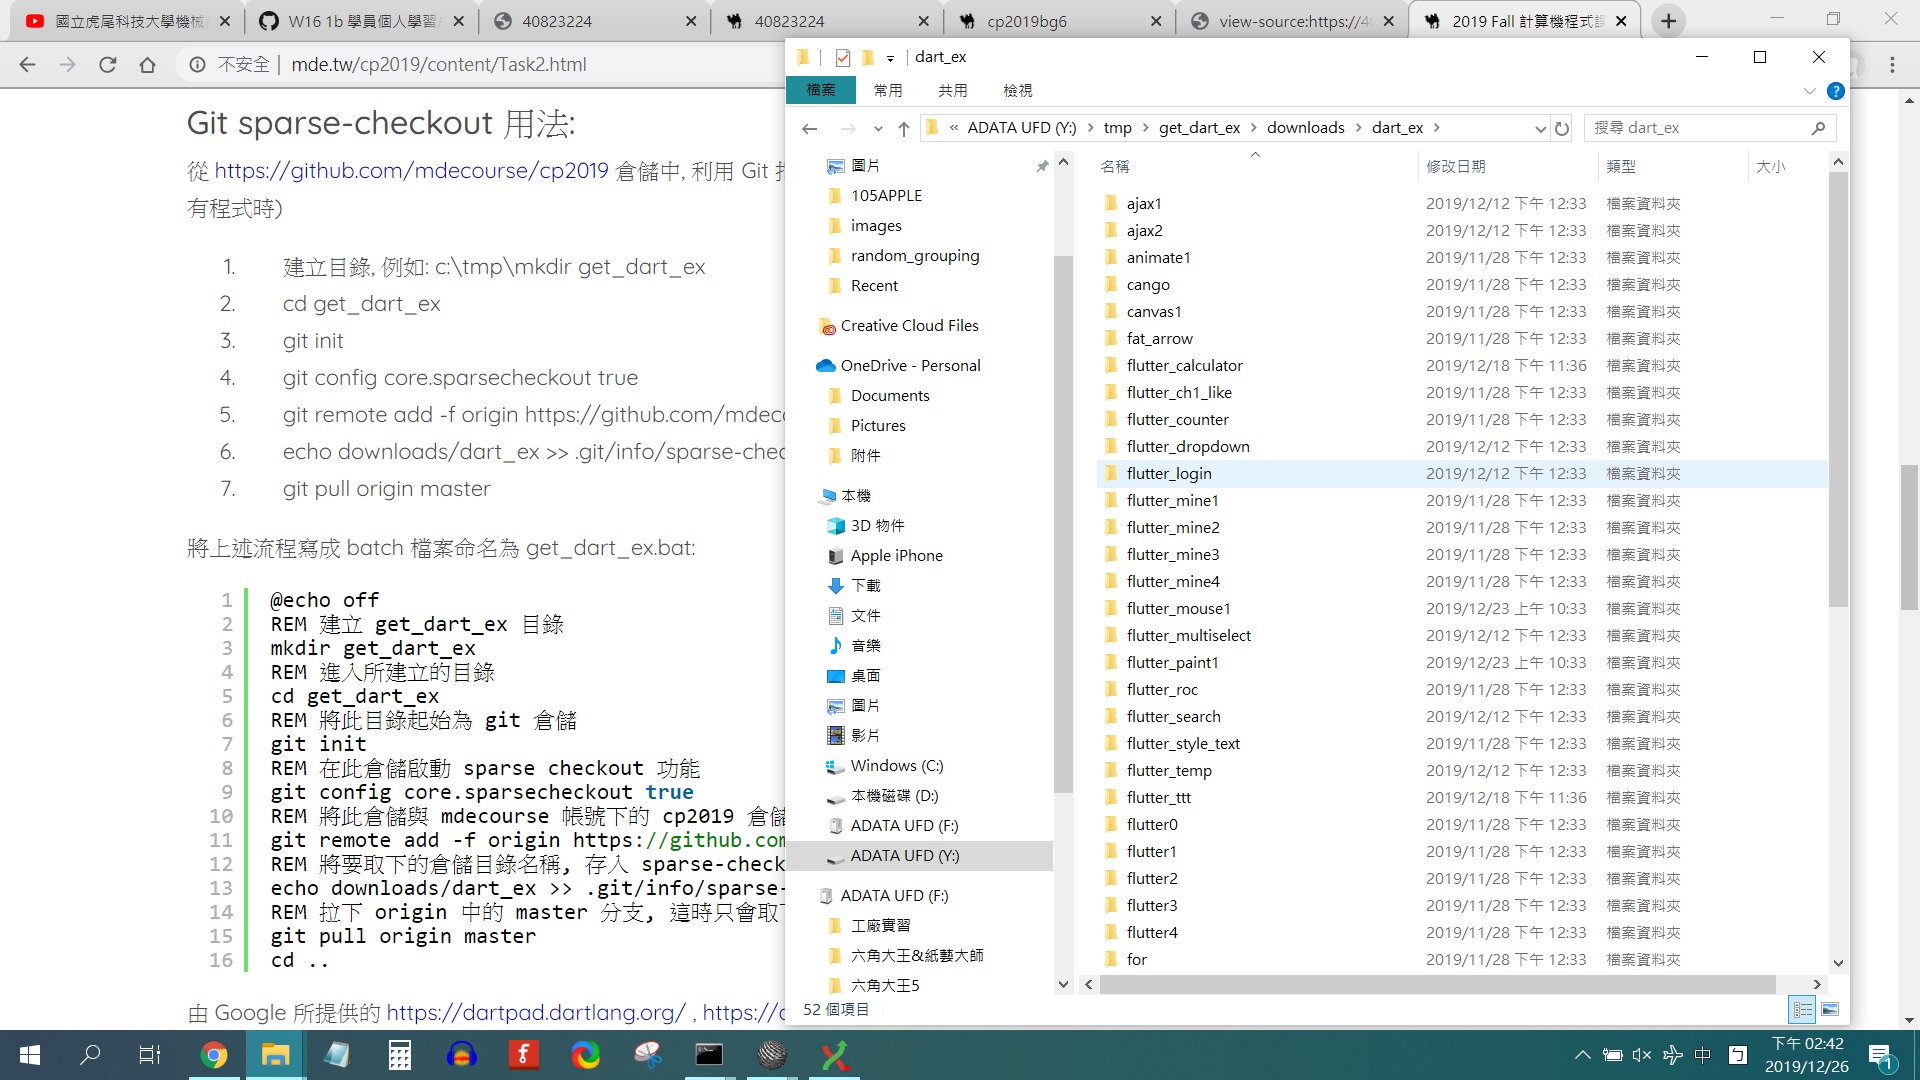 國立虎尾科技大學機械
W16 1b 學員個人學習
40823224
40823224
cp2019bg6
view-source:https://4
2019 Fall 計算機程式
不安全 | mde.tw/cp2019/content/Task2.html
Git sparse-checkout 用法:
從 https://github.com/mdecourse/cp2019 倉儲中, 利用 Git
有程式時)
1. 建立目錄, 例如: c:\tmp\mkdir get_dart_ex
2. cd get_dart_ex
3. git init
4. git config core.sparsecheckout true
5. git remote add -f origin https://github.com/mdec
6. echo downloads/dart_ex >> .git/info/sparse-chec
7. git pull origin master
將上述流程寫成 batch 檔案命名為 get_dart_ex.bat:
1 @echo off
2 REM 建立 get_dart_ex 目錄
3 mkdir get_dart_ex
4 REM 進入所建立的目錄
5 cd get_dart_ex
6 REM 將此目錄起始為 git 倉儲
7 git init
8 REM 在此倉儲啟動 sparse checkout 功能
9 git config core.sparsecheckout true
10 REM 將此倉儲與 mdecourse 帳號下的 cp2019 倉儲
11 git remote add -f origin https://github.com
12 REM 將要取下的倉儲目錄名稱, 存入 sparse-check
13 echo downloads/dart_ex >> .git/info/sparse-
14 REM 拉下 origin 中的 master 分支, 這時只會取
15 git pull origin master
16 cd ..
由 Google 所提供的 https://dartpad.dartlang.org/ , https://
dart_ex
檔案 常用 共用 檢視
« ADATA UFD (Y:) > tmp > get_dart_ex > downloads > dart_ex >
搜尋 dart_ex
圖片
105APPLE
images
random_grouping
Recent
Creative Cloud Files
OneDrive - Personal
Documents
Pictures
附件
本機
3D 物件
Apple iPhone
下載
文件
音樂
桌面
圖片
影片
Windows (C:)
本機磁碟 (D:)
ADATA UFD (F:)
ADATA UFD (Y:)
ADATA UFD (F:)
工廠實習
六角大王&紙藝大師
六角大王5
名稱 修改日期 類型 大小
ajax1 2019/12/12 下午 12:33 檔案資料夾
ajax2 2019/12/12 下午 12:33 檔案資料夾
animate1 2019/11/28 下午 12:33 檔案資料夾
cango 2019/11/28 下午 12:33 檔案資料夾
canvas1 2019/11/28 下午 12:33 檔案資料夾
fat_arrow 2019/11/28 下午 12:33 檔案資料夾
flutter_calculator 2019/12/18 下午 11:36 檔案資料夾
flutter_ch1_like 2019/11/28 下午 12:33 檔案資料夾
flutter_counter 2019/11/28 下午 12:33 檔案資料夾
flutter_dropdown 2019/12/12 下午 12:33 檔案資料夾
flutter_login 2019/12/12 下午 12:33 檔案資料夾
flutter_mine1 2019/11/28 下午 12:33 檔案資料夾
flutter_mine2 2019/11/28 下午 12:33 檔案資料夾
flutter_mine3 2019/11/28 下午 12:33 檔案資料夾
flutter_mine4 2019/11/28 下午 12:33 檔案資料夾
flutter_mouse1 2019/12/23 上午 10:33 檔案資料夾
flutter_multiselect 2019/12/12 下午 12:33 檔案資料夾
flutter_paint1 2019/12/23 上午 10:33 檔案資料夾
flutter_roc 2019/11/28 下午 12:33 檔案資料夾
flutter_search 2019/12/12 下午 12:33 檔案資料夾
flutter_style_text 2019/11/28 下午 12:33 檔案資料夾
flutter_temp 2019/12/12 下午 12:33 檔案資料夾
flutter_ttt 2019/12/18 下午 11:36 檔案資料夾
flutter0 2019/11/28 下午 12:33 檔案資料夾
flutter1 2019/11/28 下午 12:33 檔案資料夾
flutter2 2019/11/28 下午 12:33 檔案資料夾
flutter3 2019/11/28 下午 12:33 檔案資料夾
flutter4 2019/11/28 下午 12:33 檔案資料夾
for 2019/11/28 下午 12:33 檔案資料夾
52 個項目
中
下午 02:42
2019/12/26
1